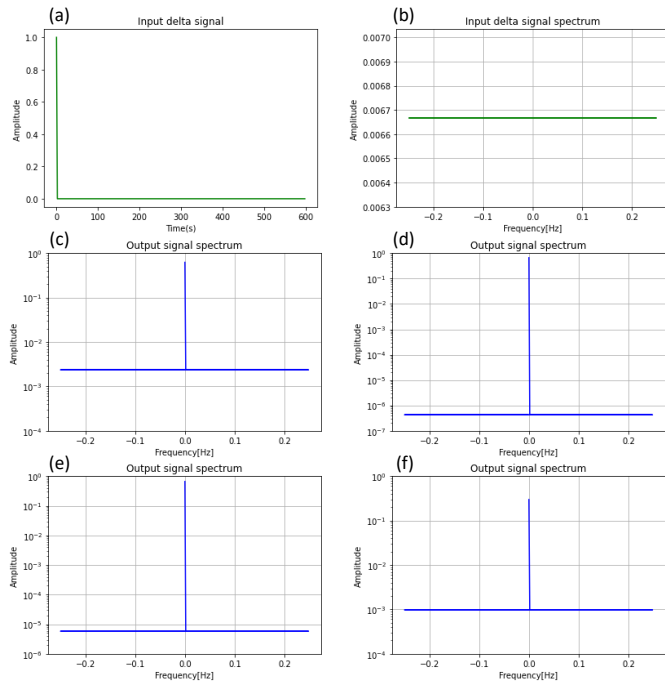 (a) Input delta signal
1.0
0.8
0.6
0.4
0.2
0.0
Amplitude
0 100 200 300 400 500 600
Time(s)
(b) Input delta signal spectrum
0.0070
0.0069
0.0068
0.0067
0.0066
0.0065
0.0064
0.0063
Amplitude
−0.2 −0.1 0.0 0.1 0.2
Frequency[Hz]
(c) Output signal spectrum
10⁰
10⁻¹
10⁻²
10⁻³
10⁻⁴
Amplitude
−0.2 −0.1 0.0 0.1 0.2
Frequency[Hz]
(d) Output signal spectrum
10⁰
10⁻¹
10⁻²
10⁻³
10⁻⁴
10⁻⁵
10⁻⁶
10⁻⁷
Amplitude
−0.2 −0.1 0.0 0.1 0.2
Frequency[Hz]
(e) Output signal spectrum
10⁰
10⁻¹
10⁻²
10⁻³
10⁻⁴
10⁻⁵
10⁻⁶
Amplitude
−0.2 −0.1 0.0 0.1 0.2
Frequency[Hz]
(f) Output signal spectrum
10⁰
10⁻¹
10⁻³
10⁻⁴
Amplitude
−0.2 −0.1 0.0 0.1 0.2
Frequency[Hz]